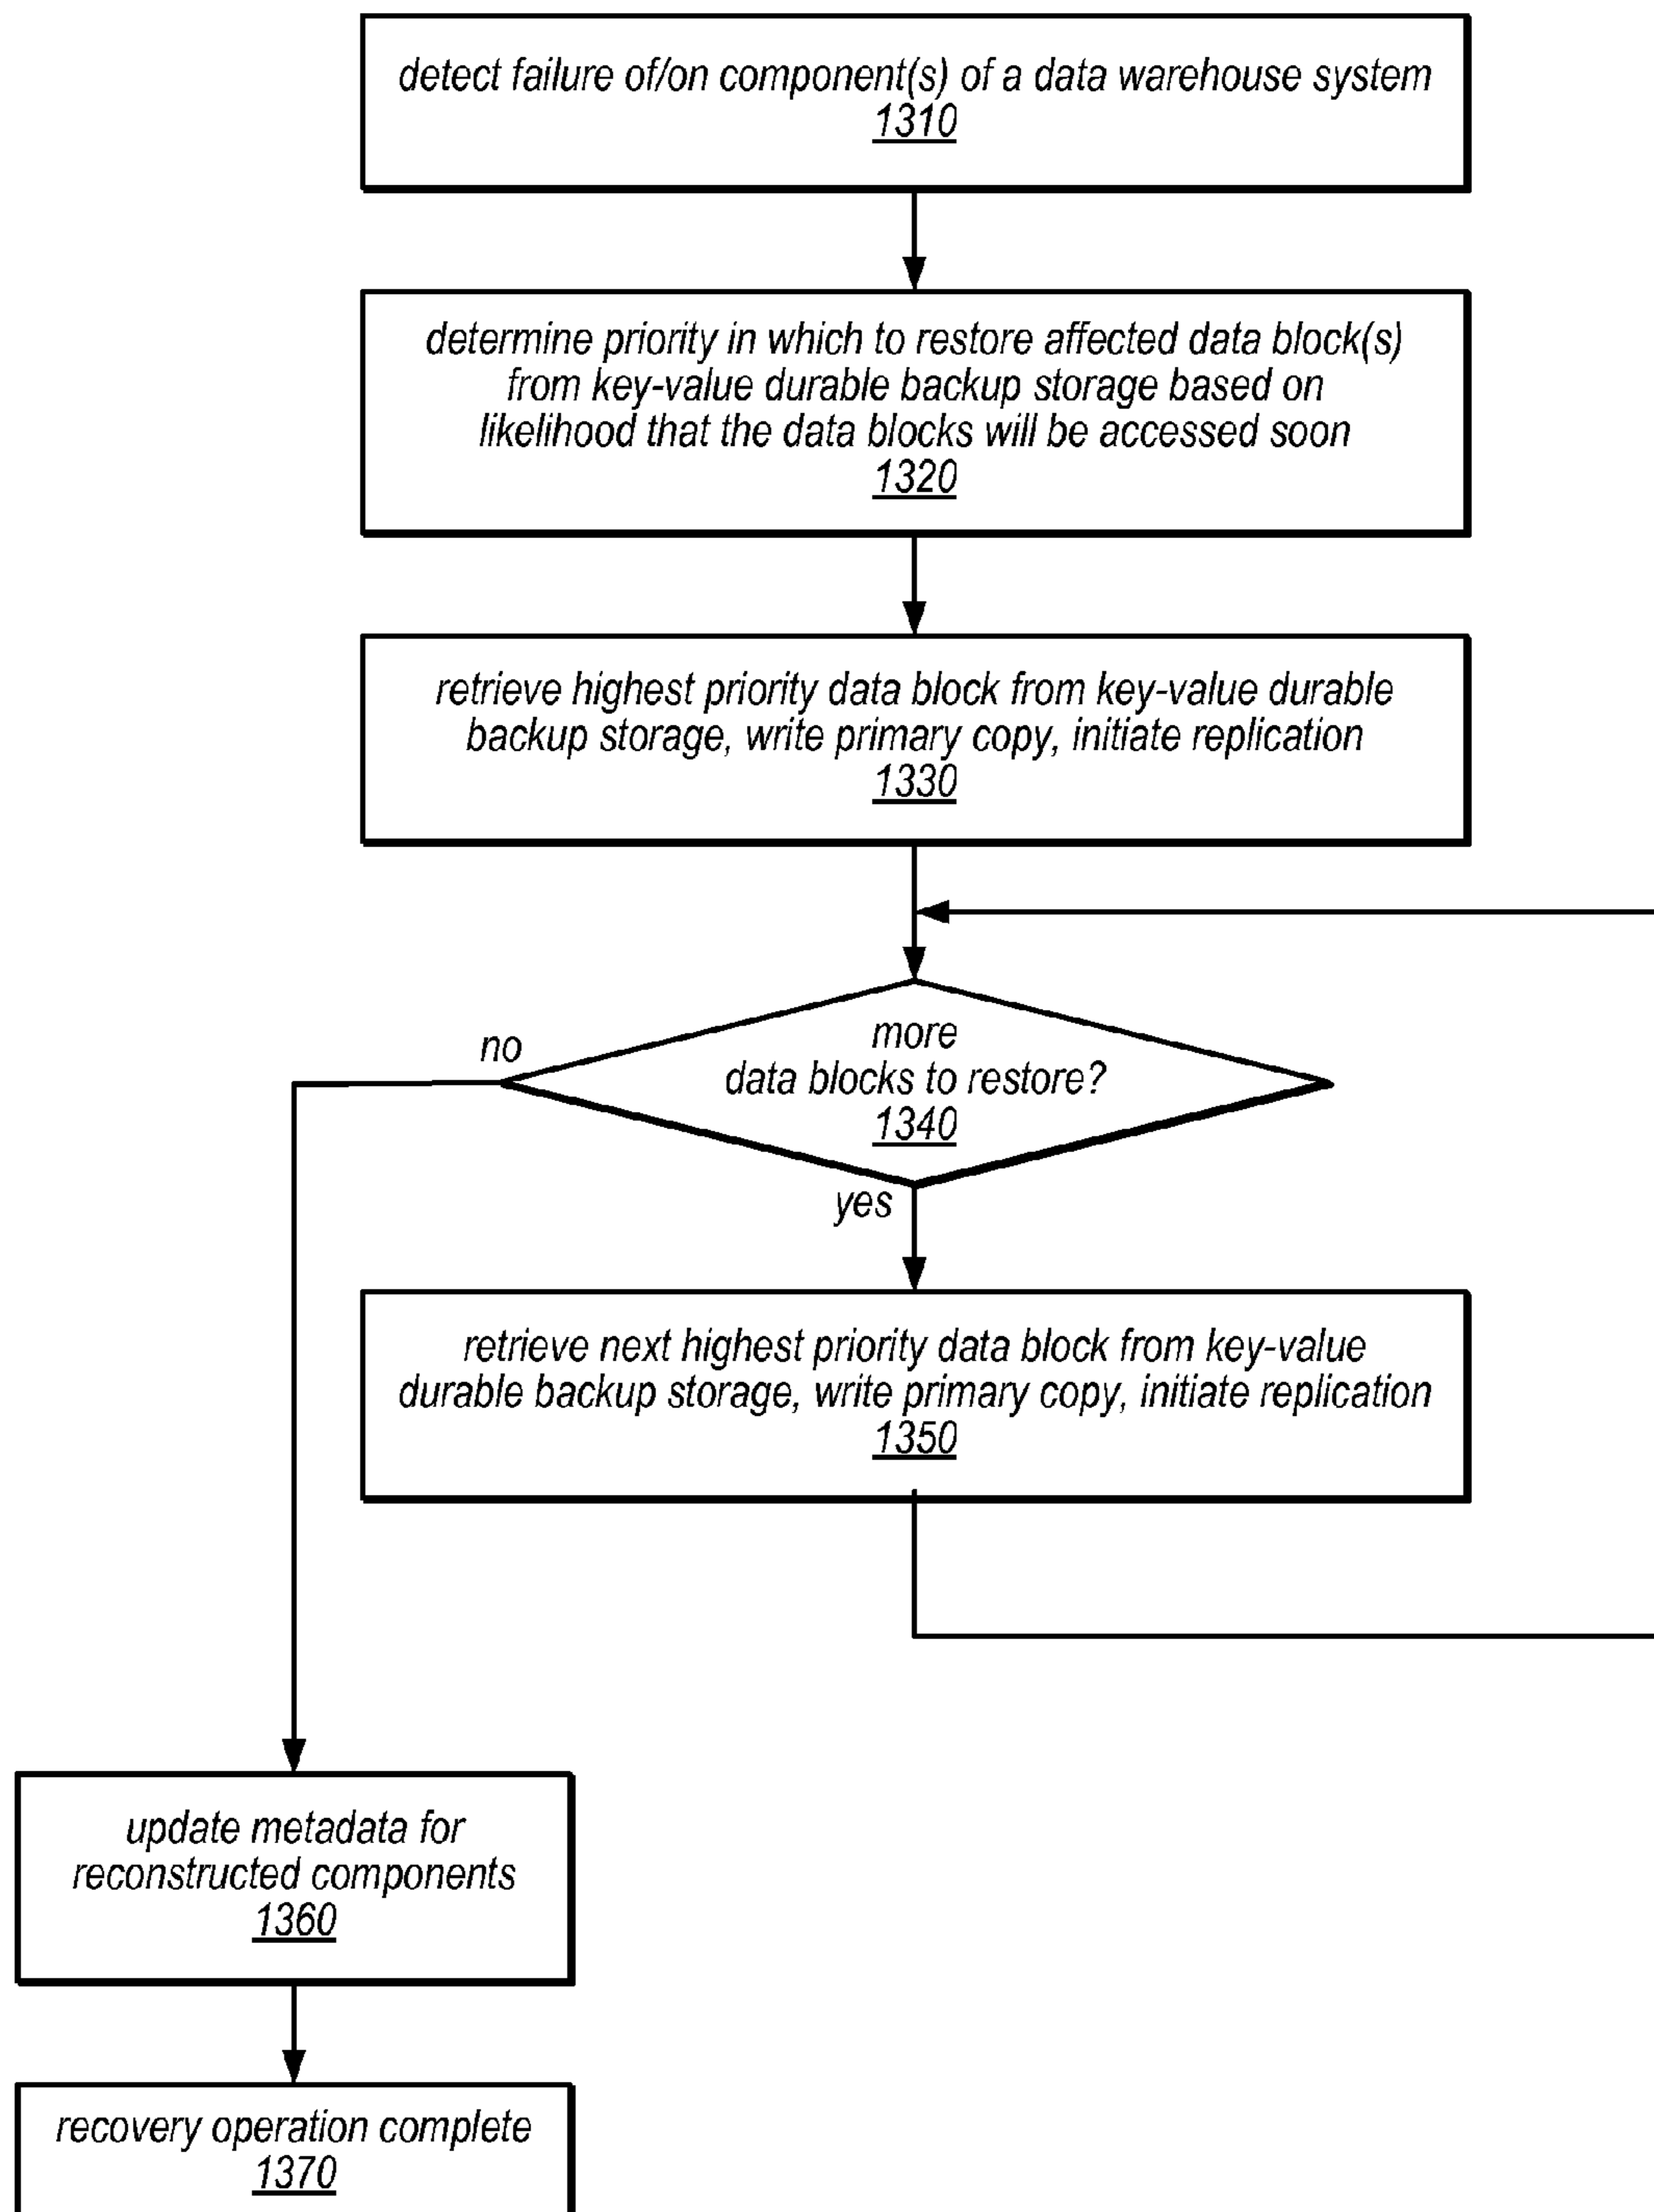 detect failure of/on component(s) of a data warehouse system
1310
determine priority in which to restore affected data block(s)
from key-value durable backup storage based on
likelihood that the data blocks will be accessed soon
1320
retrieve highest priority data block from key-value durable
backup storage, write primary copy, initiate replication
1330
no
more
data blocks to restore?
1340
yes
retrieve next highest priority data block from key-value
durable backup storage, write primary copy, initiate replication
1350
update metadata for
reconstructed components
1360
recovery operation complete
1370